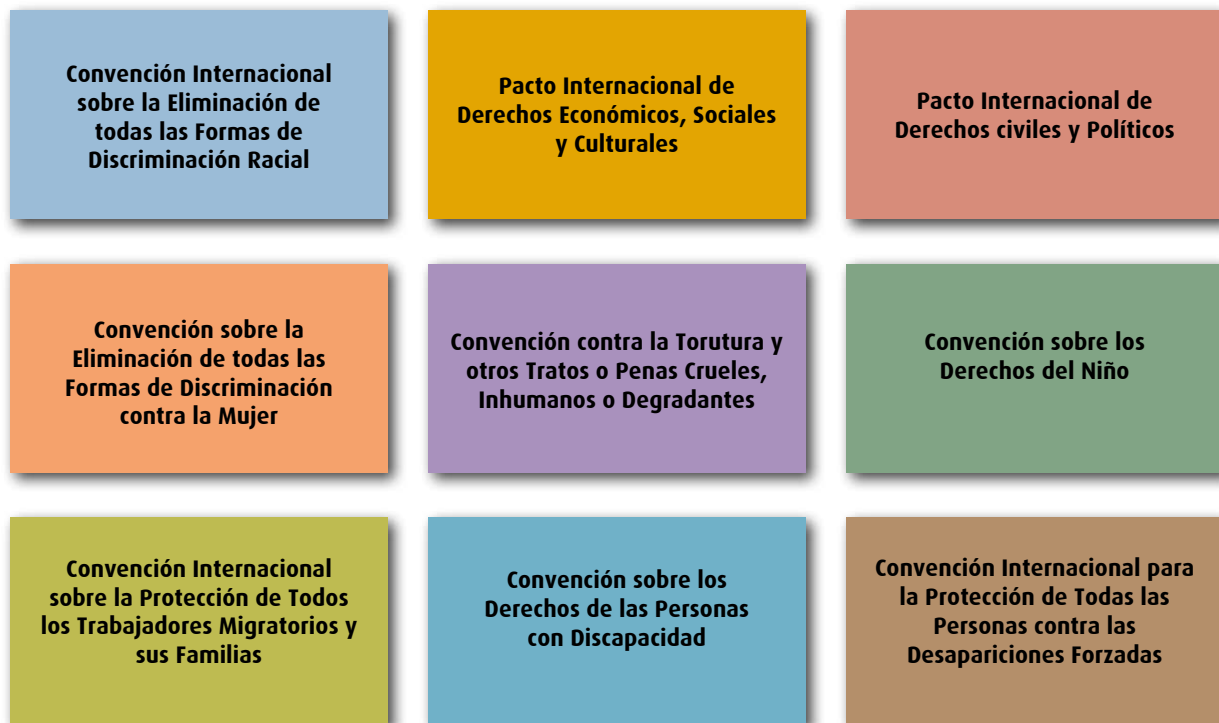 Convención Internacional
sobre la Eliminación de
todas las Formas de
Discriminación Racial
Pacto Internacional de
Derechos Económicos, Sociales
y Culturales
Pacto Internacional de
Derechos civiles y Políticos
Convención sobre la
Eliminación de todas las
Formas de Discriminación
contra la Mujer
Convención contra la Torutura y
otros Tratos o Penas Crueles,
Inhumanos o Degradantes
Convención sobre los
Derechos del Niño
Convención Internacional
sobre la Protección de Todos
los Trabajadores Migratorios y
sus Familias
Convención sobre los
Derechos de las Personas
con Discapacidad
Convención Internacional para
la Protección de Todas las
Personas contra las
Desapariciones Forzadas